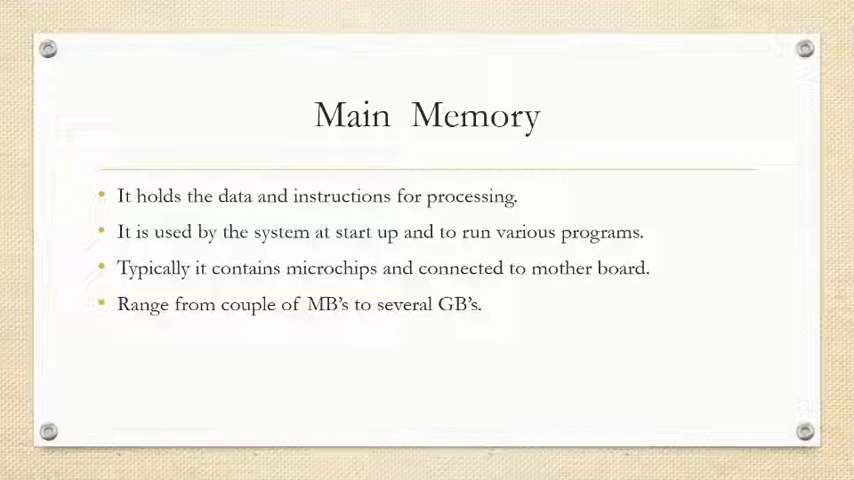 Main Memory
• It holds the data and instructions for processing.
• It is used by the system at start up and to run various programs.
• Typically it contains microchips and connected to mother board.
• Range from couple of MB’s to several GB’s.